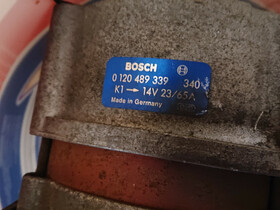 BOSCH
0 120 489 339 340
K1 → 14V 23/65A
Made in Germany